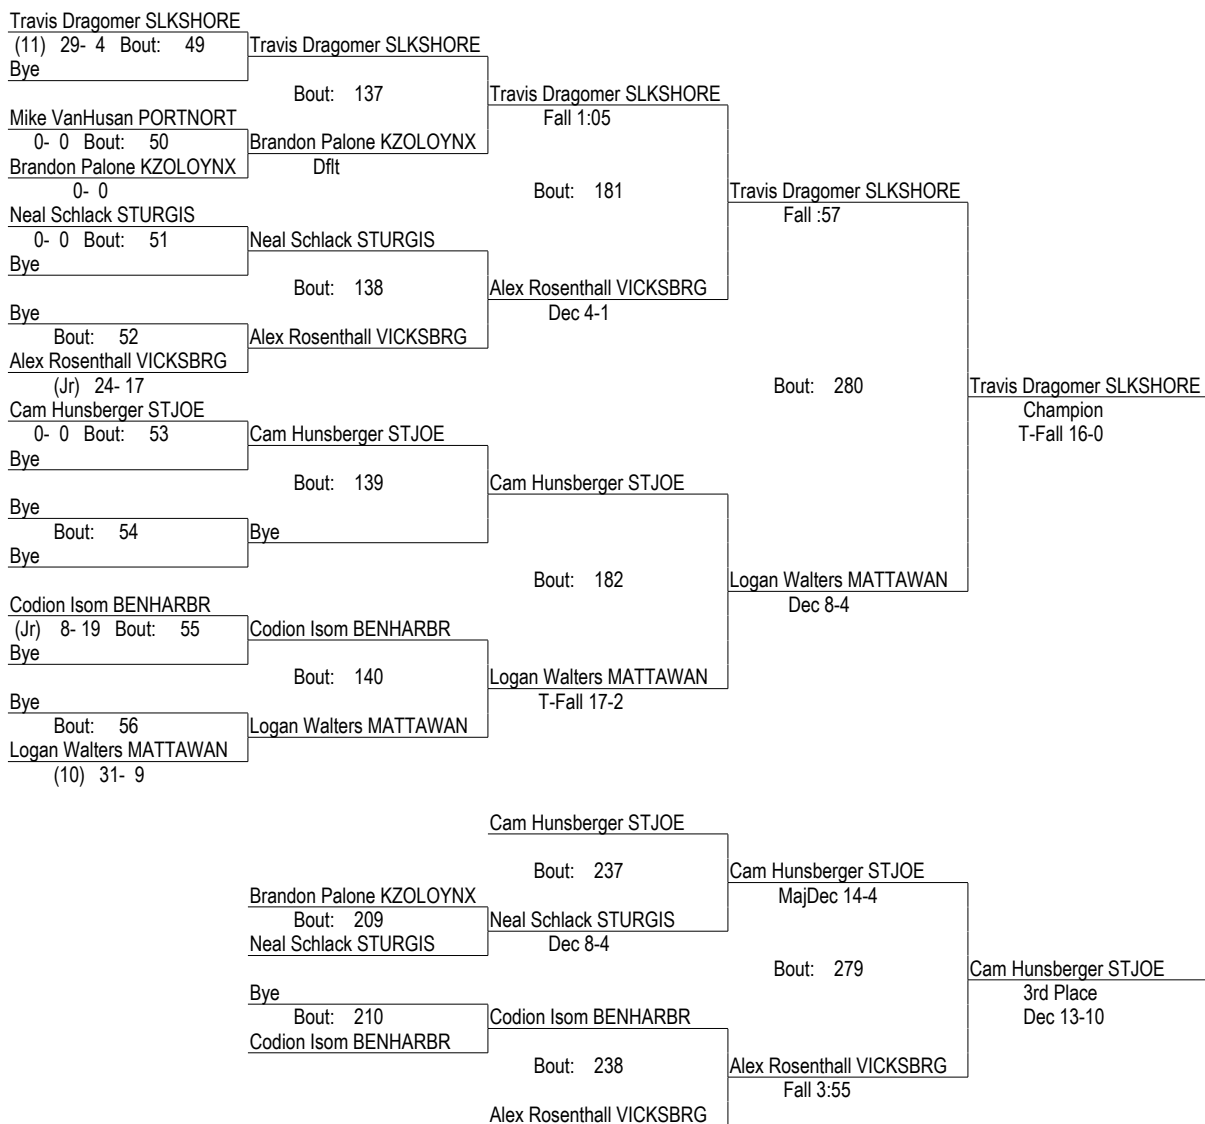 Travis Dragomer SLKSHORE
(11) 29- 4 Bout: 49
Travis Dragomer SLKSHORE
Bye
Bout: 137
Travis Dragomer SLKSHORE
Mike VanHusan PORTNORT
Fall 1:05
0- 0 Bout: 50
Brandon Palone KZOLOYNX
Brandon Palone KZOLOYNX
Dflt
0- 0
Bout: 181
Travis Dragomer SLKSHORE
Neal Schlack STURGIS
Fall :57
0- 0 Bout: 51
Neal Schlack STURGIS
Bye
Bout: 138
Alex Rosenthall VICKSBRG
Bye
Dec 4-1
Bout: 52
Alex Rosenthall VICKSBRG
Alex Rosenthall VICKSBRG
(Jr) 24- 17
Bout: 280
Travis Dragomer SLKSHORE
Cam Hunsberger STJOE
Champion
0- 0 Bout: 53
Cam Hunsberger STJOE
T-Fall 16-0
Bye
Bout: 139
Cam Hunsberger STJOE
Bye
Bout: 54
Bye
Bye
Bout: 182
Logan Walters MATTAWAN
Codion Isom BENHARBR
Dec 8-4
(Jr) 8- 19 Bout: 55
Codion Isom BENHARBR
Bye
Bout: 140
Logan Walters MATTAWAN
Bye
T-Fall 17-2
Bout: 56
Logan Walters MATTAWAN
Logan Walters MATTAWAN
(10) 31- 9
Cam Hunsberger STJOE
Bout: 237
Cam Hunsberger STJOE
Brandon Palone KZOLOYNX
MajDec 14-4
Bout: 209
Neal Schlack STURGIS
Neal Schlack STURGIS
Dec 8-4
Bout: 279
Cam Hunsberger STJOE
Bye
3rd Place
Bout: 210
Codion Isom BENHARBR
Dec 13-10
Codion Isom BENHARBR
Bout: 238
Alex Rosenthall VICKSBRG
Fall 3:55
Alex Rosenthall VICKSBRG